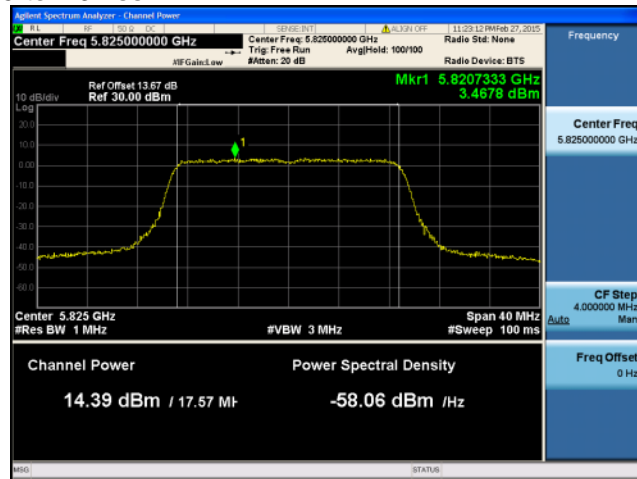 Agilent Spectrum Analyzer - Channel Power
RL RF 50 Ω DC SENSE:INT ALIGN OFF 11:23:12 PM Feb 27, 2015
Center Freq 5.825000000 GHz
Center Freq: 5.825000000 GHz
Radio Std: None
Trig: Free Run Avg|Hold: 100/100
#IFGain:Low
#Atten: 20 dB
Radio Device: BTS
Frequency
Ref Offset 13.67 dB
10 dB/div Ref 30.00 dBm
Log
Mkr1 5.8207333 GHz
3.4678 dBm
20.0
10.0
0.00
-10.0
-20.0
-30.0
-40.0
-50.0
-60.0
1
Center 5.825 GHz
Span 40 MHz
#Res BW 1 MHz
#VBW 3 MHz
#Sweep 100 ms
Channel Power
Power Spectral Density
14.39 dBm / 17.57 MH
-58.06 dBm /Hz
Center Freq
5.825000000 GHz
CF Step
4.000000 MHz
Auto Man
Freq Offset
0 Hz
MSG
STATUS